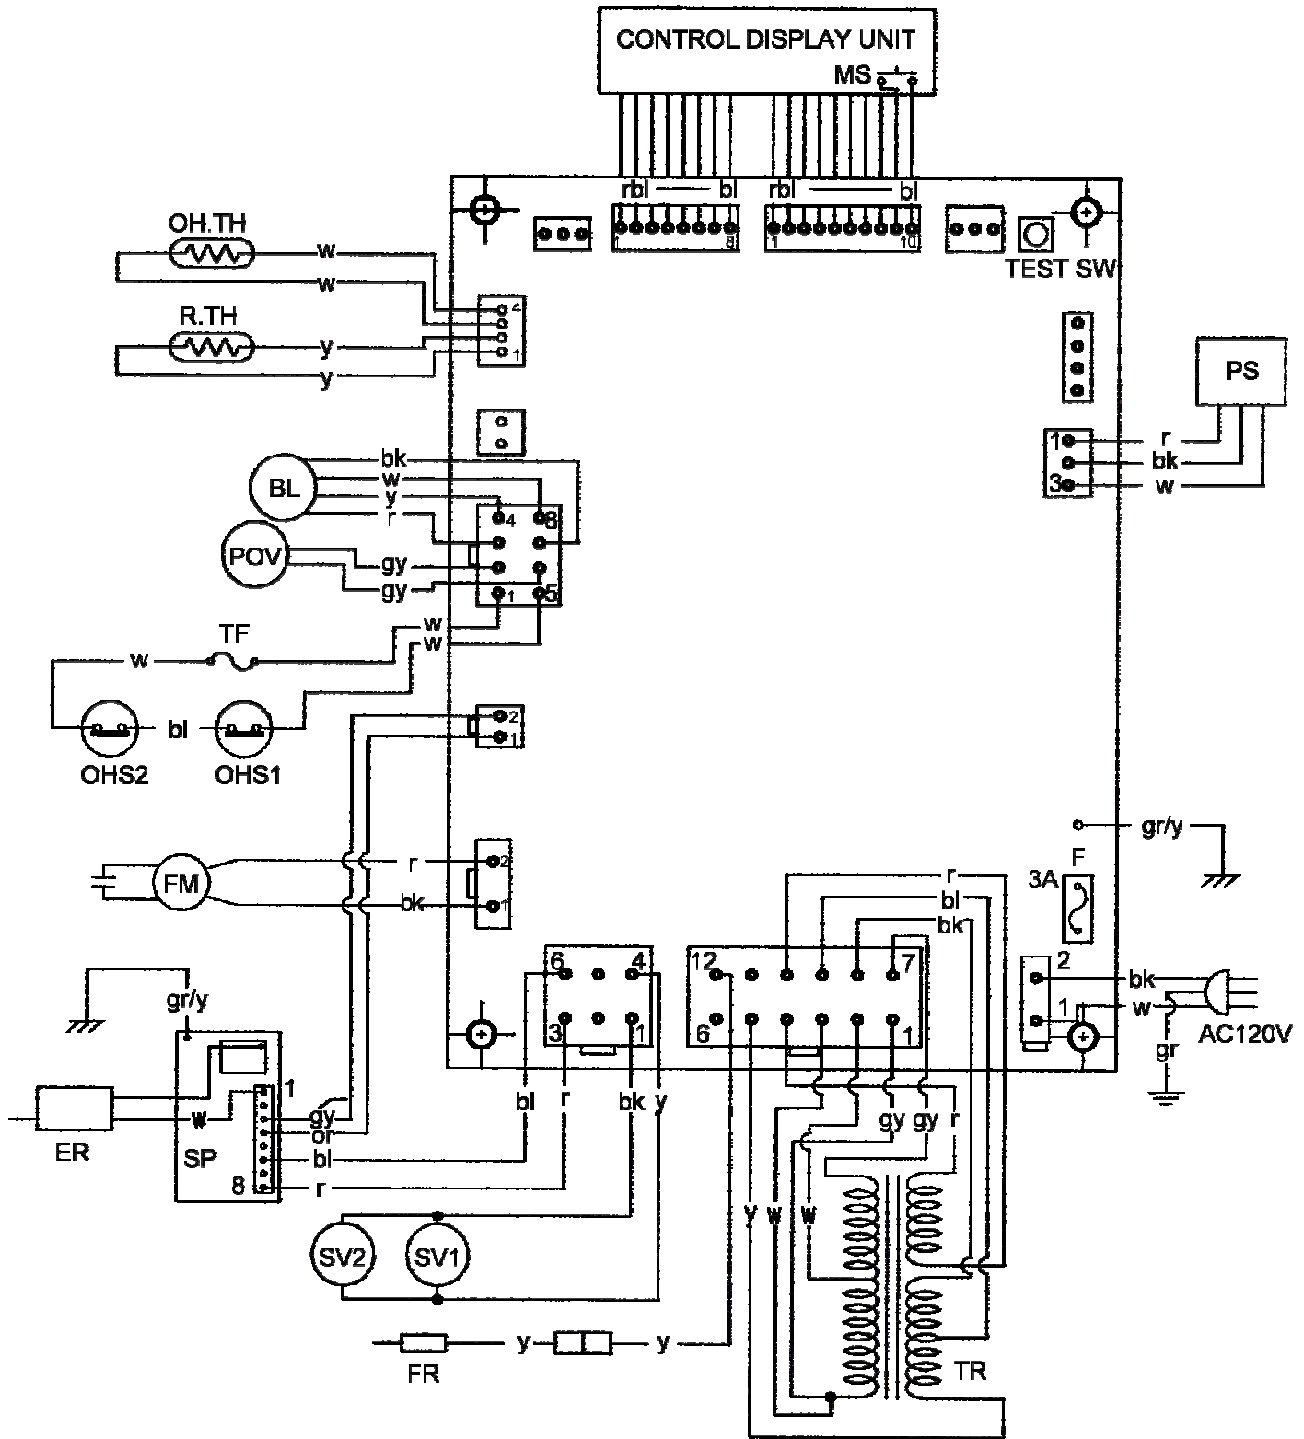 CONTROL DISPLAY UNIT
MS
rbl bl rbl bl
1 8 1 10
OH.TH
w
TEST SW
w
4
R.TH
y
1
y
PS
1 r
bk
3 w
bk
BL w
y
r
4 8
POV
gy
gy
1 5
w
TF
w
w
bl
2
1
OHS2 OHS1
gr/y
F
3A
FM
r 2
bk 1
r
bl
bk
6 4
12 7
2 bk
1 w
AC120V
gr/y
3 1
6 1
gr
ER
w
1
gy
or
SP
bl
8 r
bl r bk y
gy gy r
y w w
SV2 SV1
FR
y y
TR